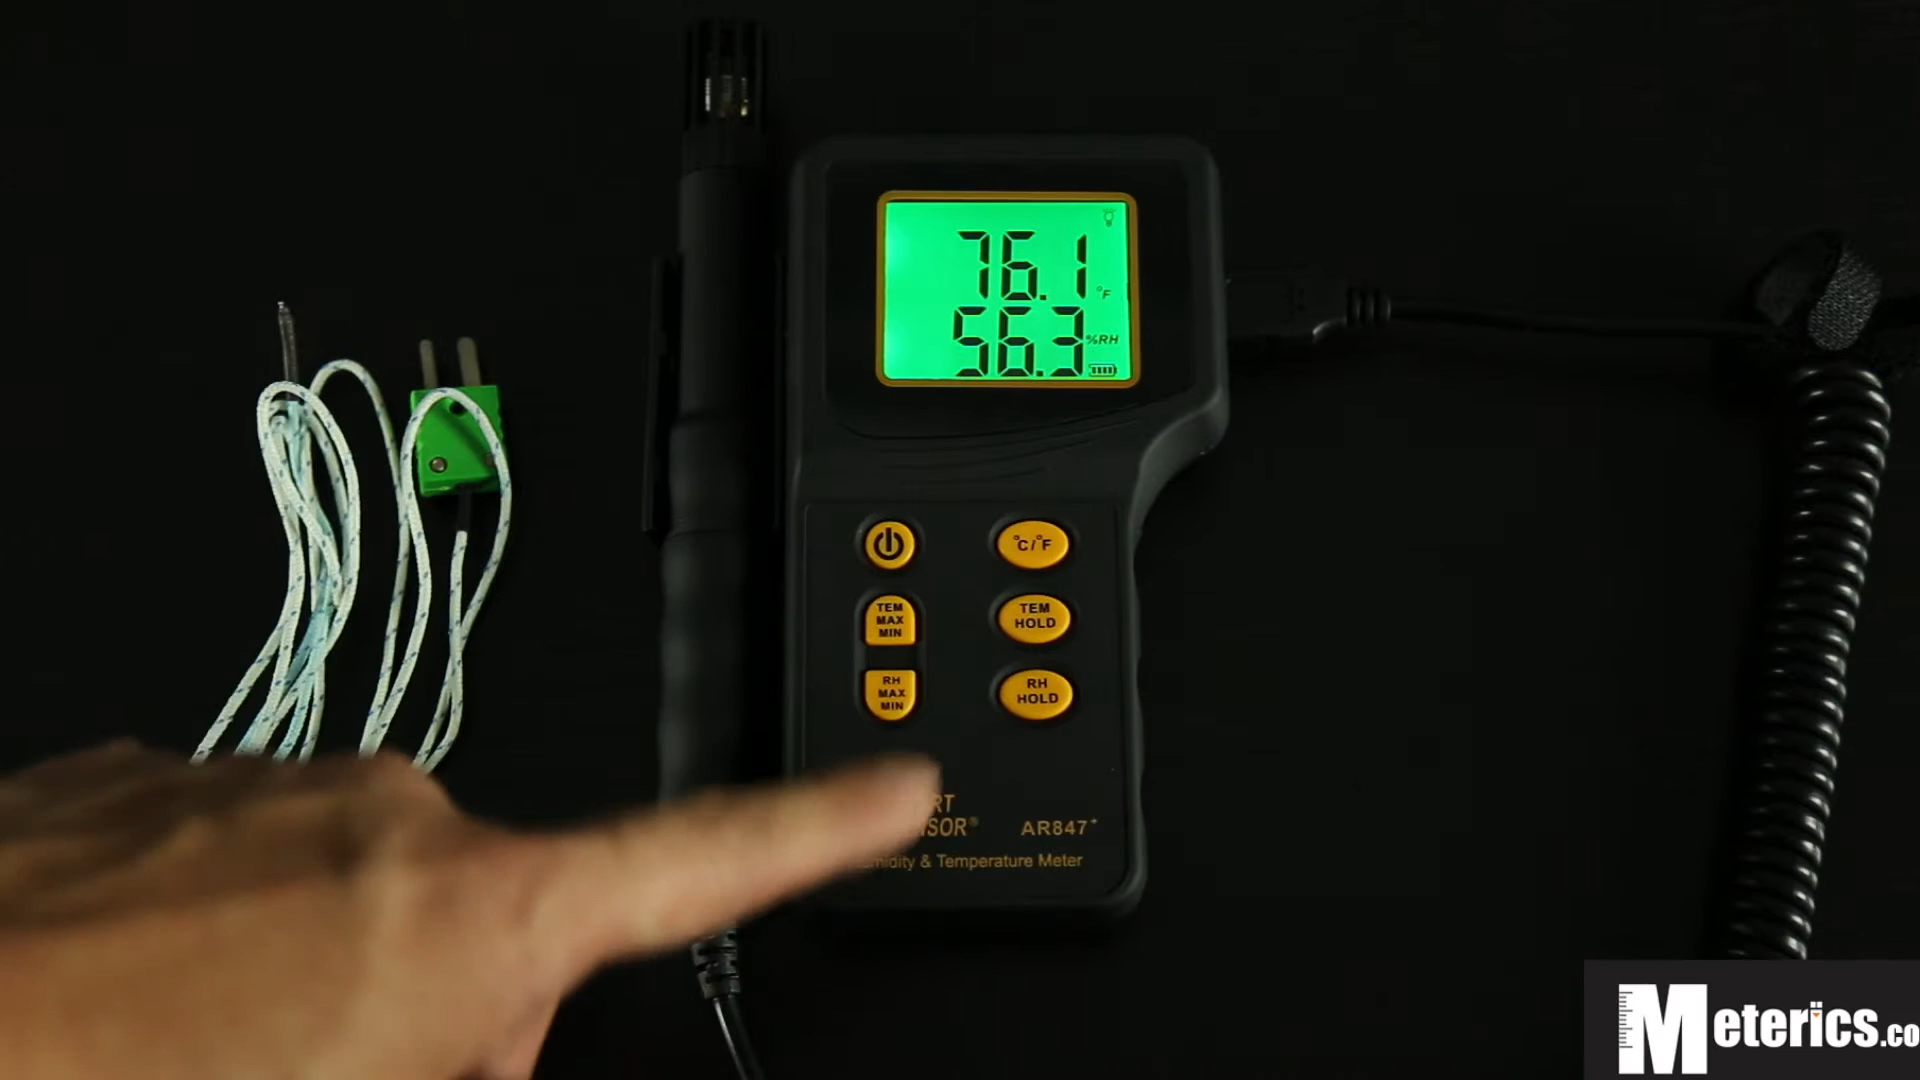 76.1 °F
56.3 %RH
°C/°F
TEM
MAX
MIN
TEM
HOLD
RH
MAX
MIN
RH
HOLD
AR847+
& Temperature Meter
Meterics.co